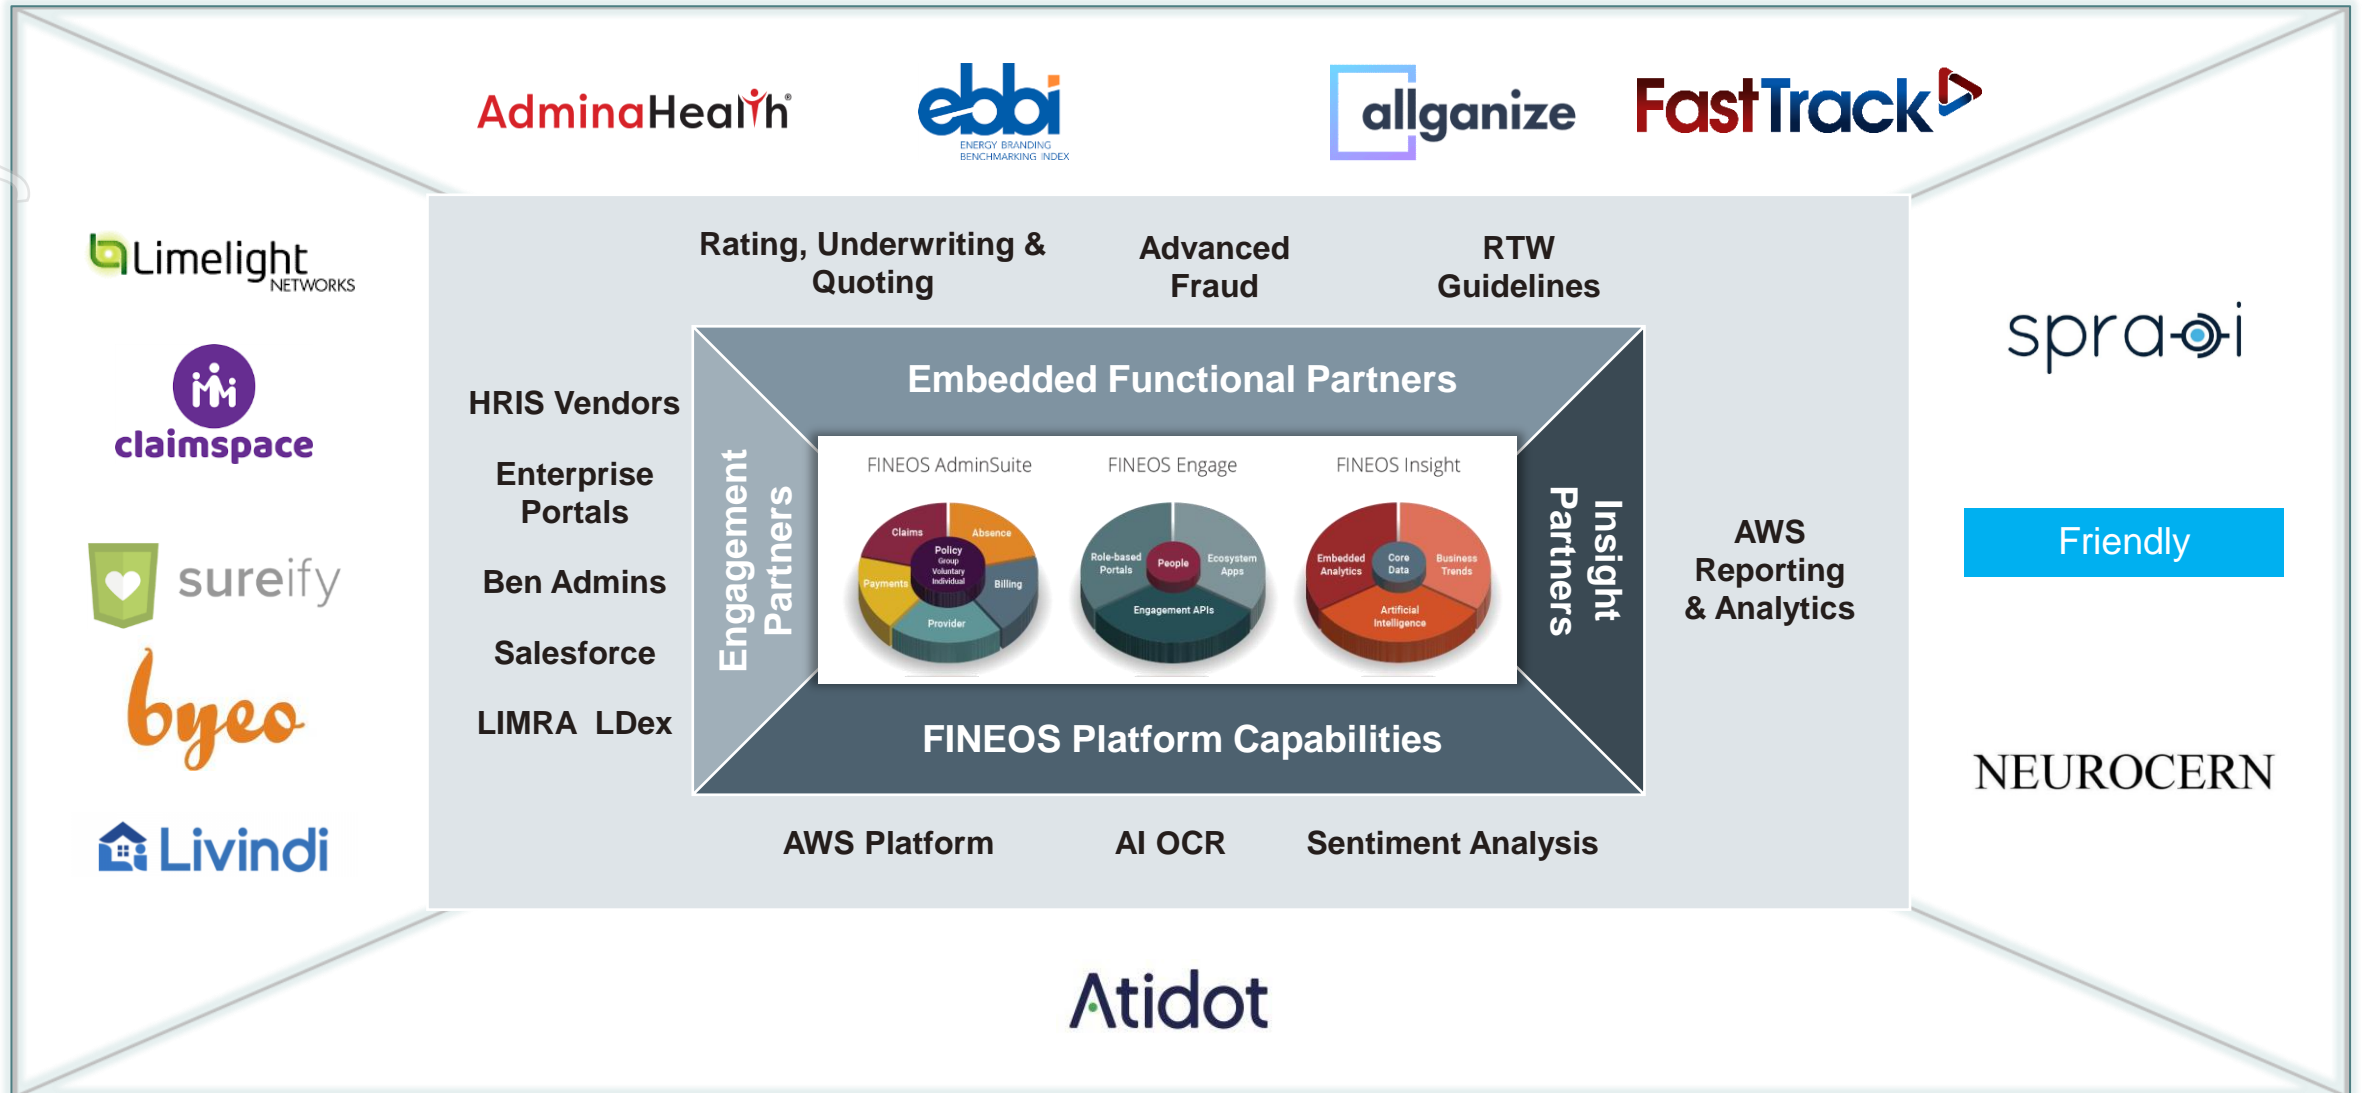 AdminaHealth®
ebbi
ENERGY BRANDING
BENCHMARKING INDEX
allganize
FastTrack
Limelight
NETWORKS
claimspace
sureify
byeo
Livindi
Rating, Underwriting &
Quoting
Advanced
Fraud
RTW
Guidelines
HRIS Vendors
Enterprise
Portals
Ben Admins
Salesforce
LIMRA LDex
Embedded Functional Partners
Engagement
Partners
FINEOS AdminSuite
Claims
Absence
Policy
Group
Voluntary
Individual
Payments
Billing
Provider
FINEOS Engage
Role-based
Portals
People
Ecosystem
Apps
Engagement APIs
FINEOS Insight
Embedded
Analytics
Core
Data
Business
Trends
Artificial
Intelligence
Insight
Partners
FINEOS Platform Capabilities
AWS
Reporting
& Analytics
AWS Platform
AI OCR
Sentiment Analysis
spraoi
Friendly
NEUROCERN
Atidot